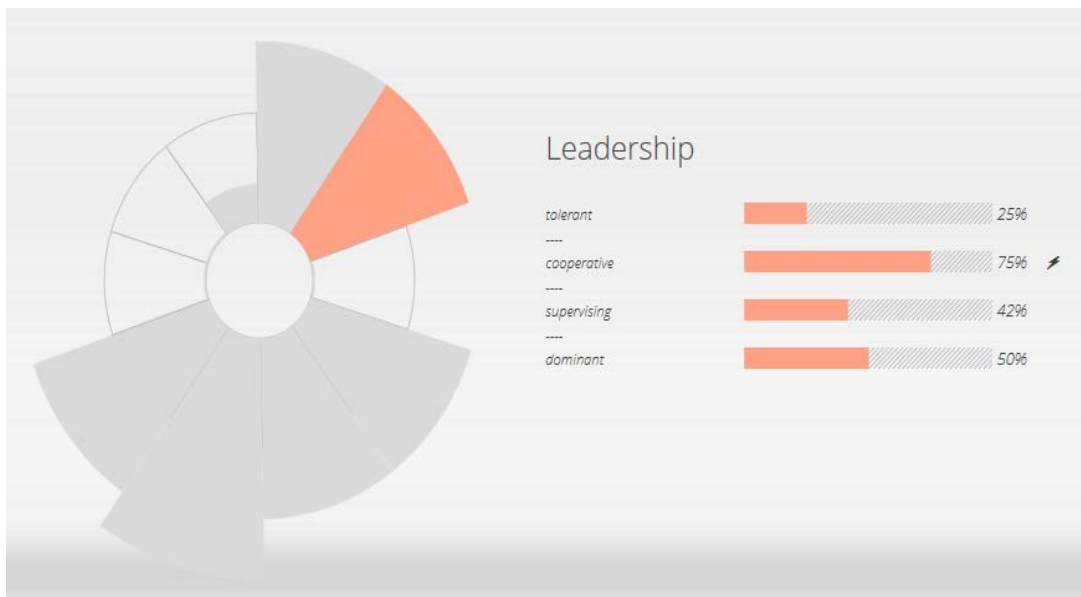 Leadership
tolerant 25%
----
cooperative 75%
----
supervising 42%
----
dominant 50%